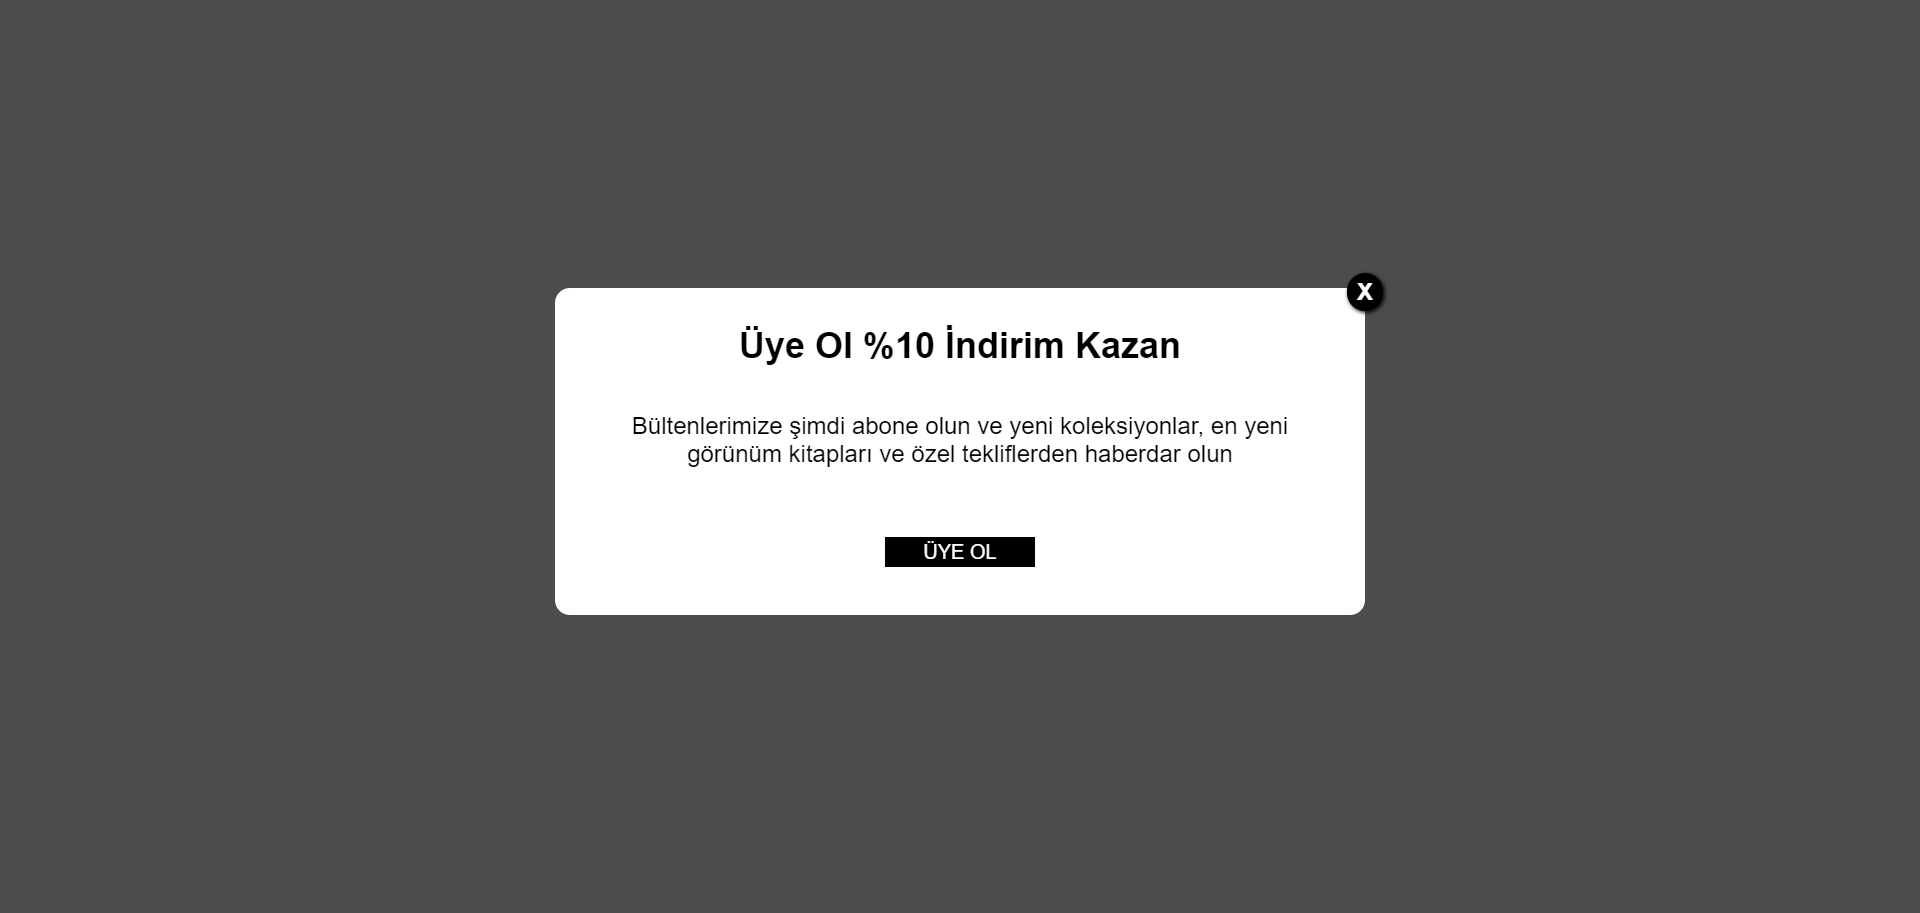 X
Üye Ol %10 İndirim Kazan
Bültenlerimize şimdi abone olun ve yeni koleksiyonlar, en yeni
görünüm kitapları ve özel tekliflerden haberdar olun
ÜYE OL